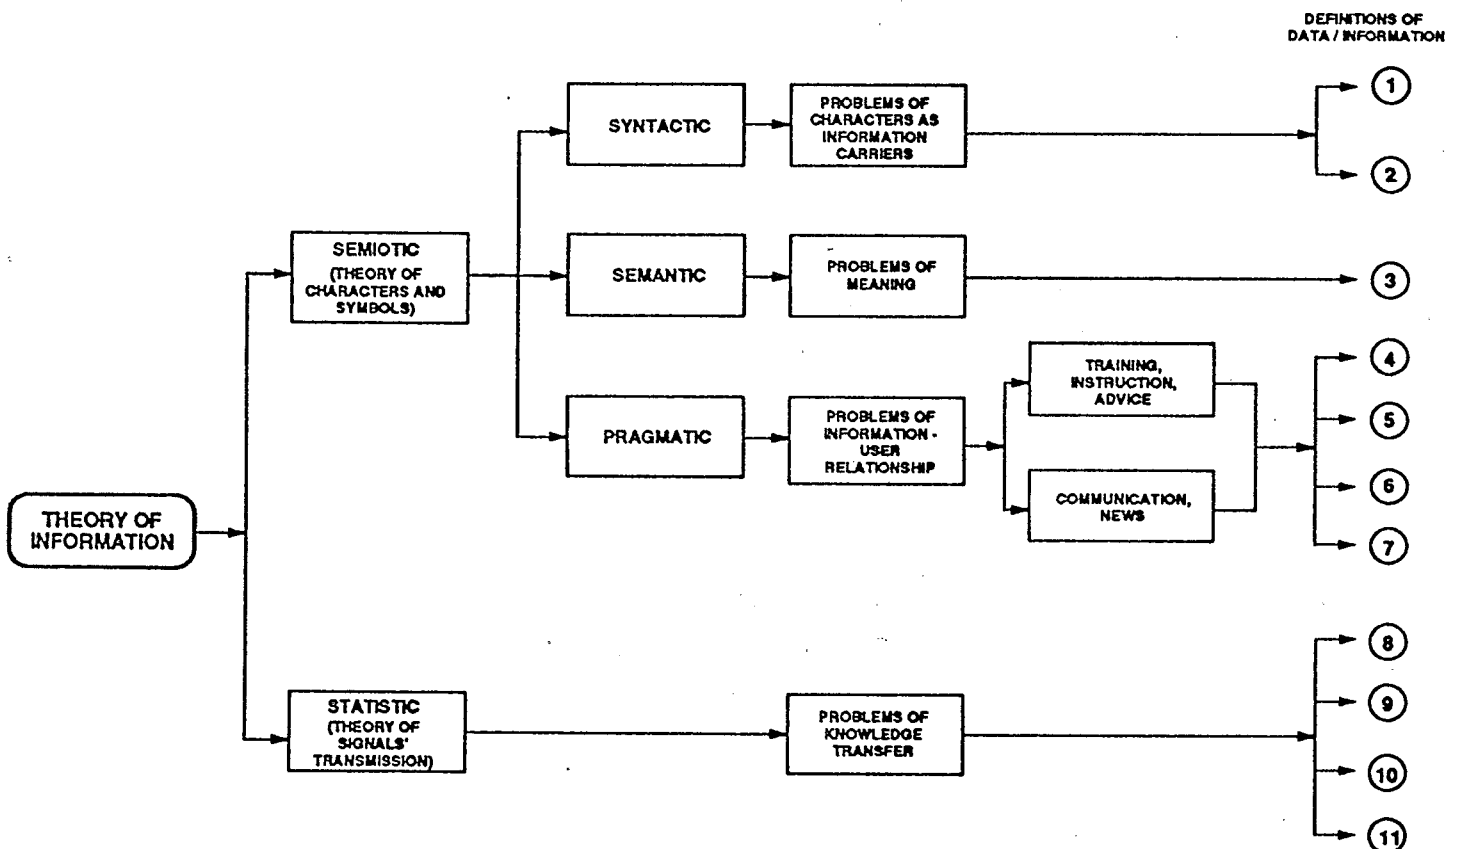 DEFINITIONS OF
DATA / INFORMATION
SYNTACTIC
PROBLEMS OF
CHARACTERS AS
INFORMATION
CARRIERS
1
2
SEMIOTIC
(THEORY OF
CHARACTERS AND
SYMBOLS)
SEMANTIC
PROBLEMS OF
MEANING
3
PRAGMATIC
PROBLEMS OF
INFORMATION -
USER
RELATIONSHIP
TRAINING,
INSTRUCTION,
ADVICE
COMMUNICATION,
NEWS
4
5
6
7
THEORY OF
INFORMATION
STATISTIC
(THEORY OF
SIGNALS'
TRANSMISSION)
PROBLEMS OF
KNOWLEDGE
TRANSFER
8
9
10
11